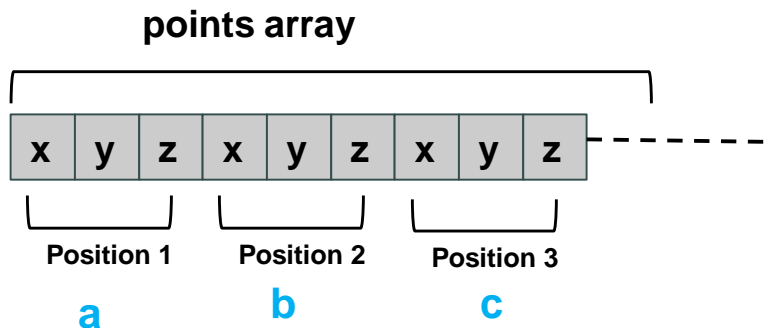 points array
x y z x y z x y z
Position 1 Position 2 Position 3
a b c